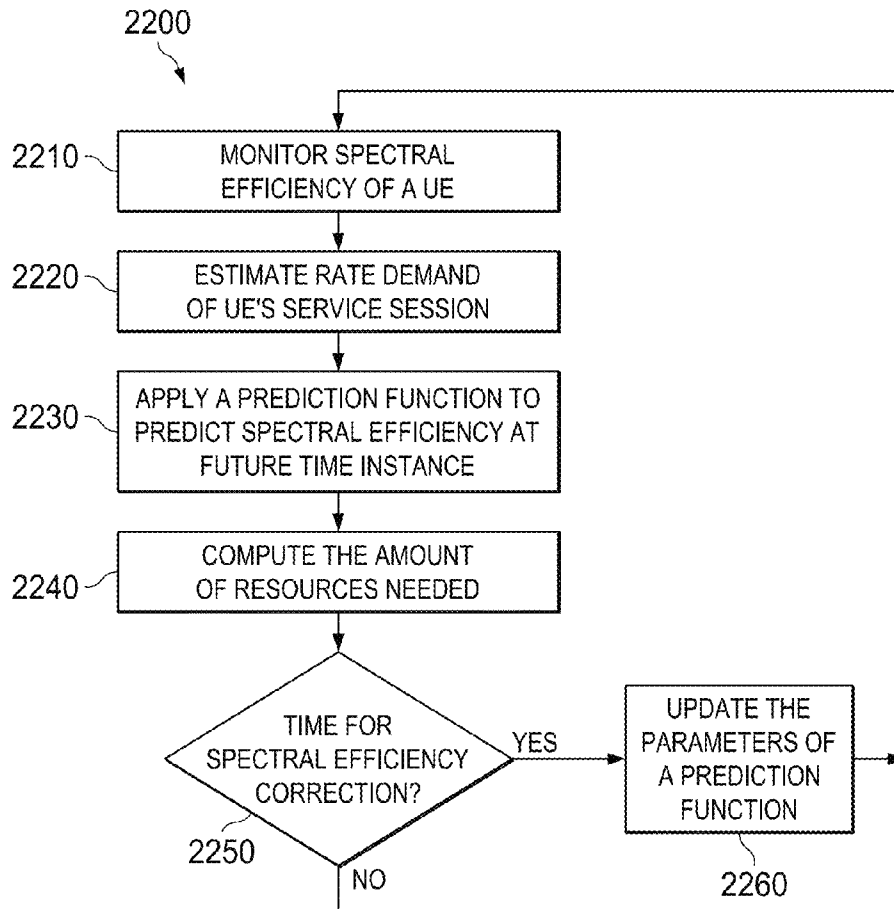 2200
2210
MONITOR SPECTRAL
EFFICIENCY OF A UE
2220
ESTIMATE RATE DEMAND
OF UE'S SERVICE SESSION
2230
APPLY A PREDICTION FUNCTION TO
PREDICT SPECTRAL EFFICIENCY AT
FUTURE TIME INSTANCE
2240
COMPUTE THE AMOUNT
OF RESOURCES NEEDED
TIME FOR
SPECTRAL EFFICIENCY
CORRECTION?
2250
YES
NO
UPDATE THE
PARAMETERS OF
A PREDICTION
FUNCTION
2260